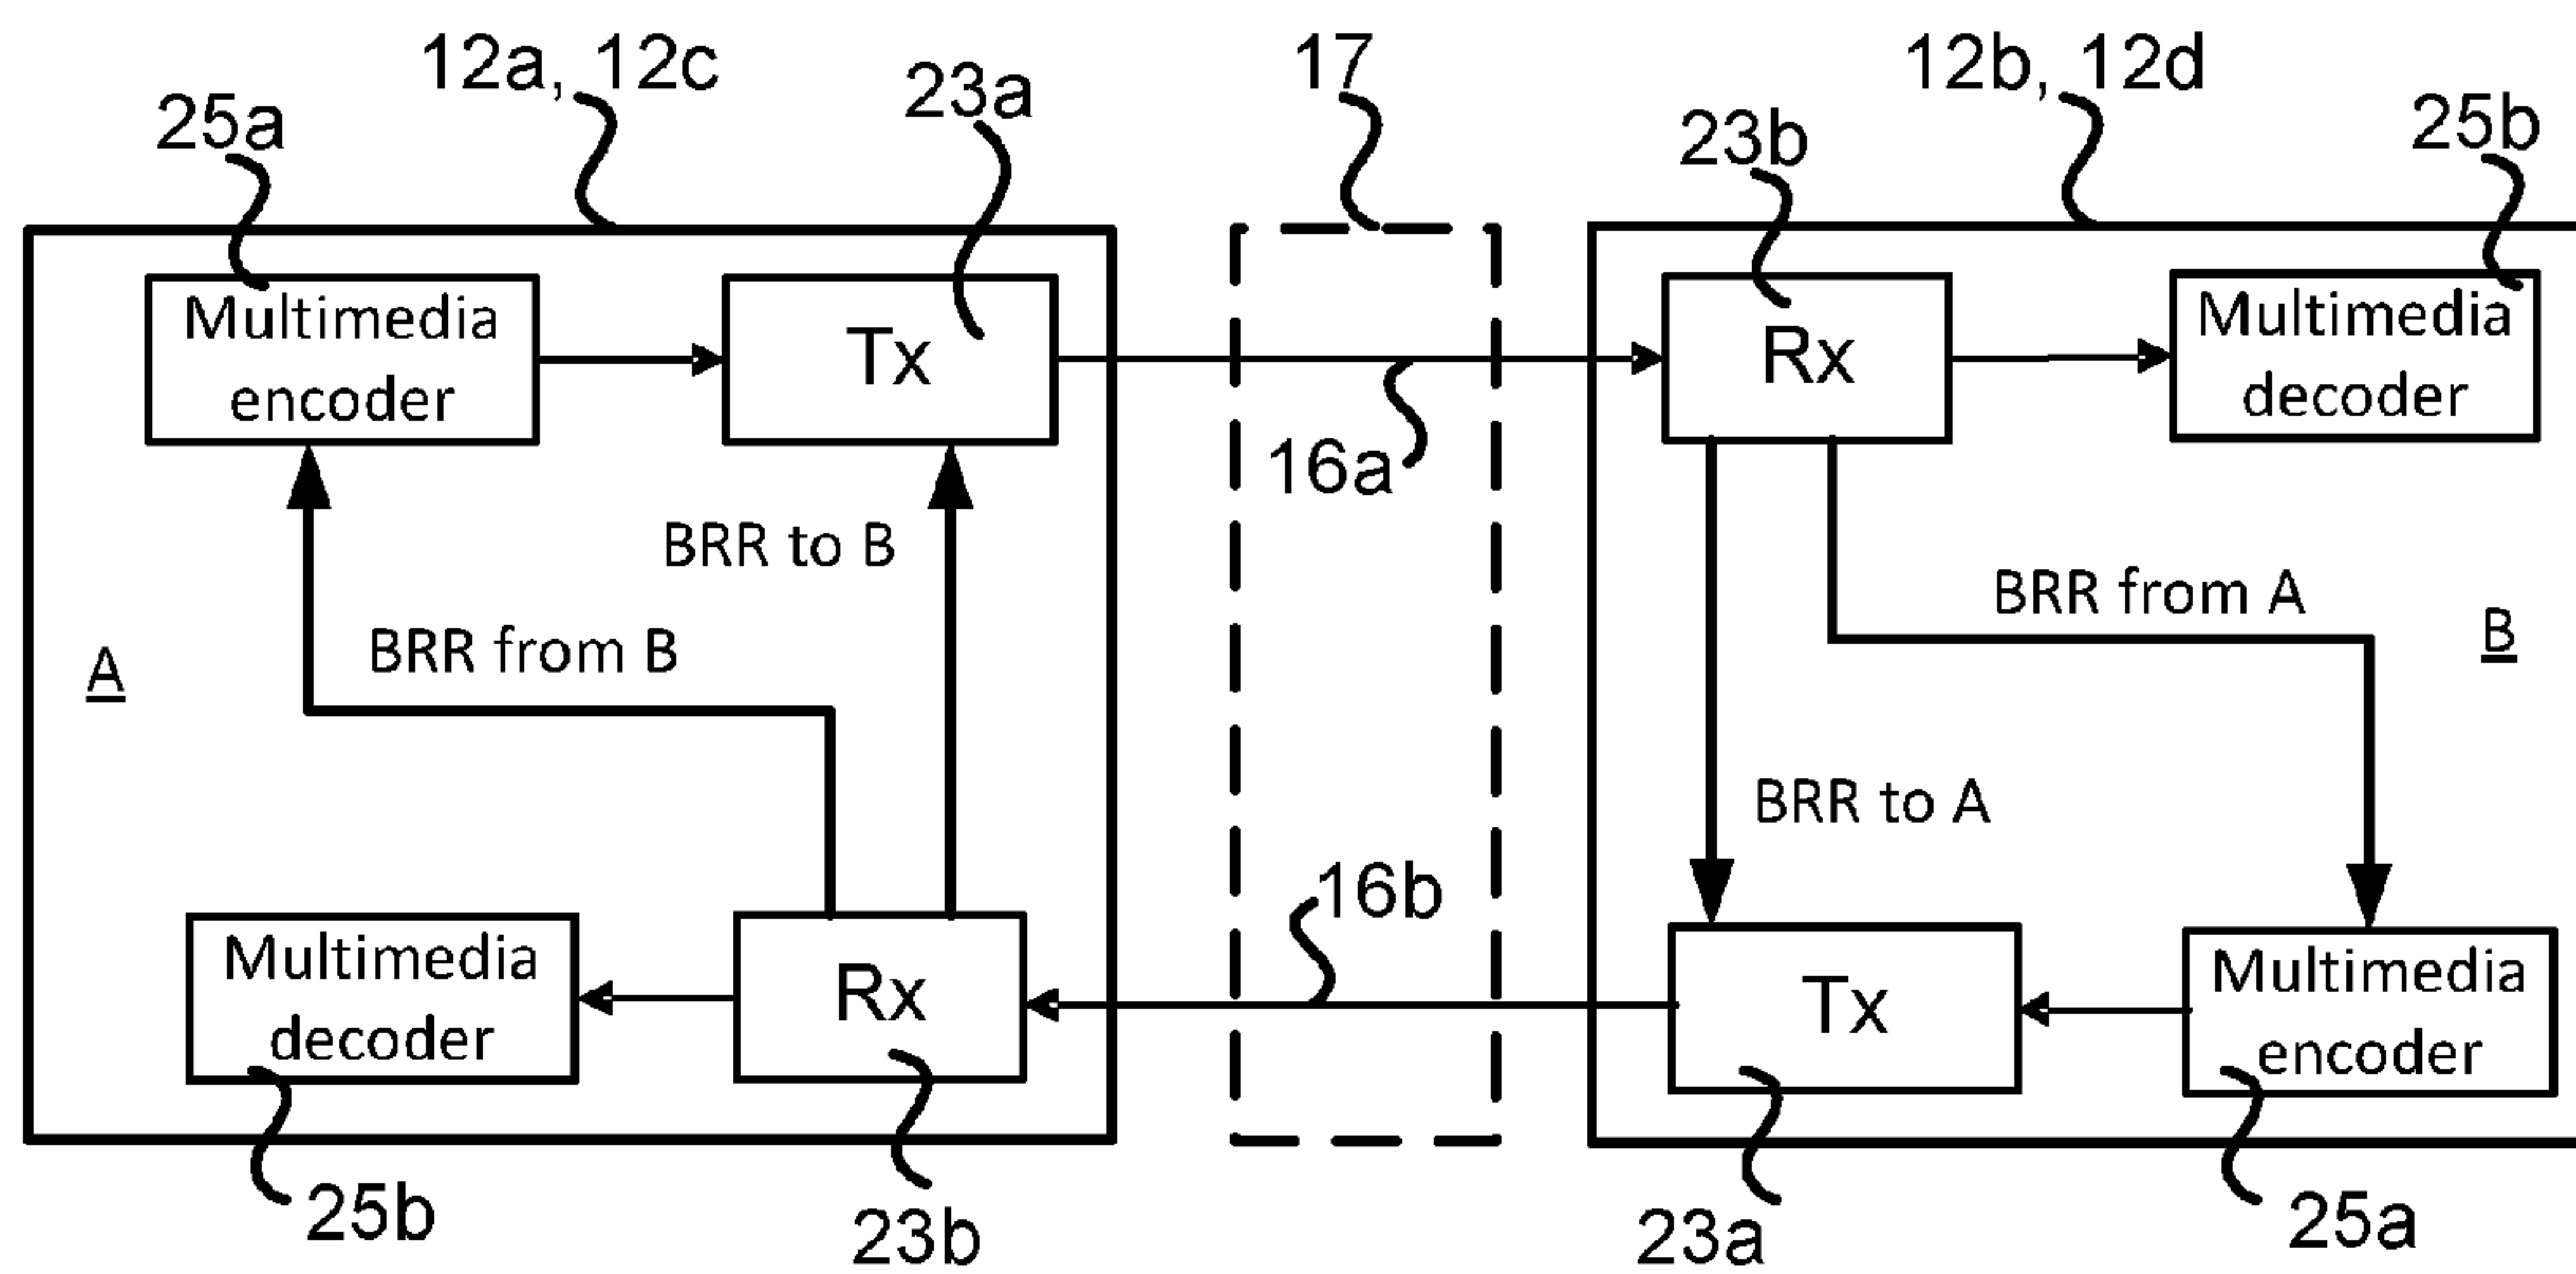 12a, 12c
17
12b, 12d
25a
23a
23b
25b
Multimedia
encoder
Tx
Rx
Multimedia
decoder
16a
BRR to B
BRR from A
BRR from B
A
B
BRR to A
16b
Multimedia
decoder
Rx
Tx
Multimedia
encoder
25b
23b
23a
25a